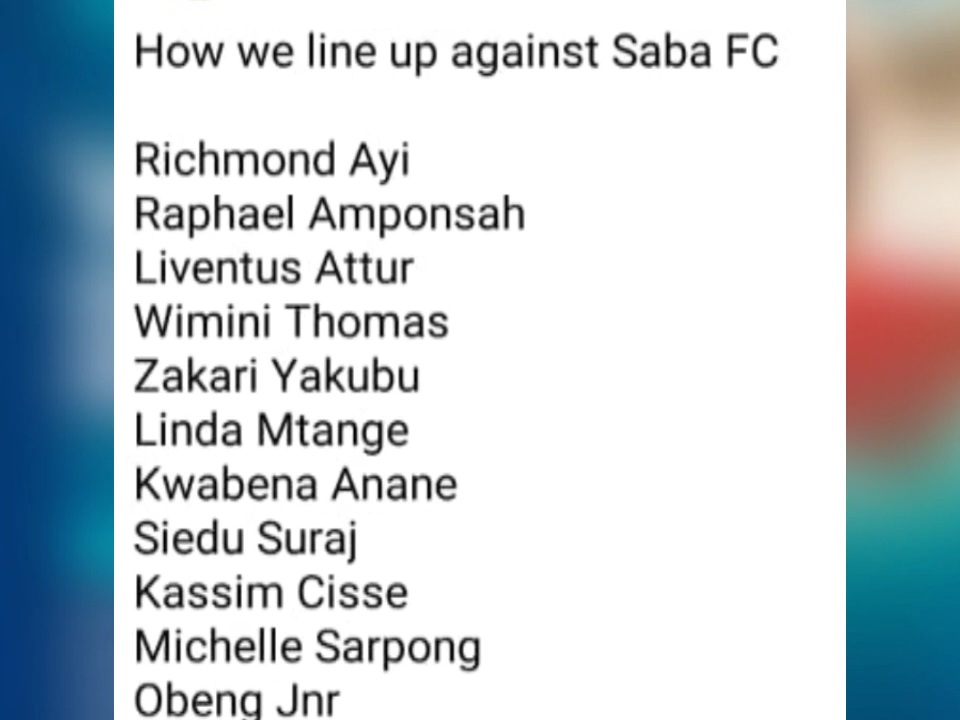 How we line up against Saba FC
Richmond Ayi
Raphael Amponsah
Liventus Attur
Wimini Thomas
Zakari Yakubu
Linda Mtange
Kwabena Anane
Siedu Suraj
Kassim Cisse
Michelle Sarpong
Obeng Jnr